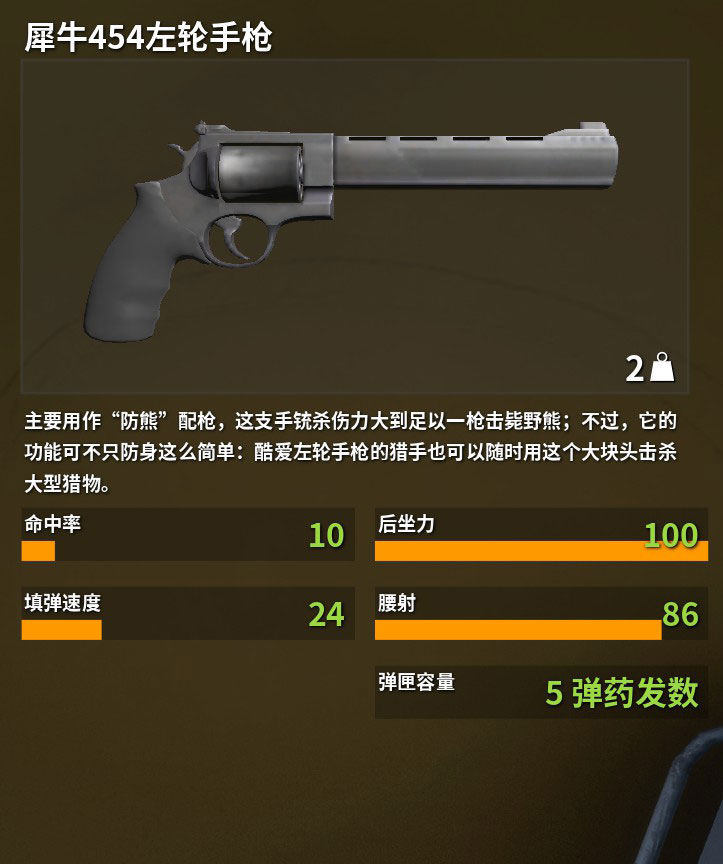 犀牛454左轮手枪
2
主要用作“防熊”配枪，这支手铳杀伤力大到足以一枪击毙野熊；不过，它的
功能可不只防身这么简单：酷爱左轮手枪的猎手也可以随时用这个大块头击杀
大型猎物。
命中率 10
后坐力 100
填弹速度 24
腰射 86
弹匣容量 5 弹药发数